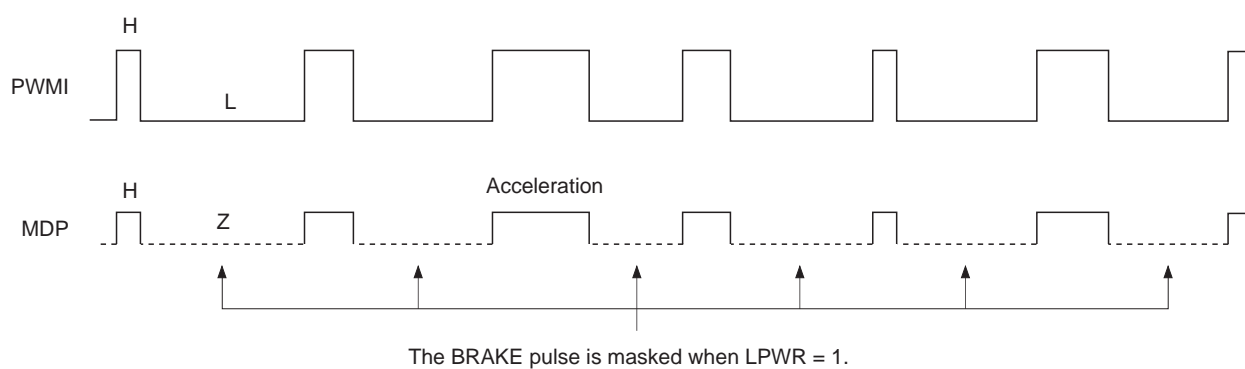 H
PWMI
L
Acceleration
H
MDP
Z
The BRAKE pulse is masked when LPWR = 1.